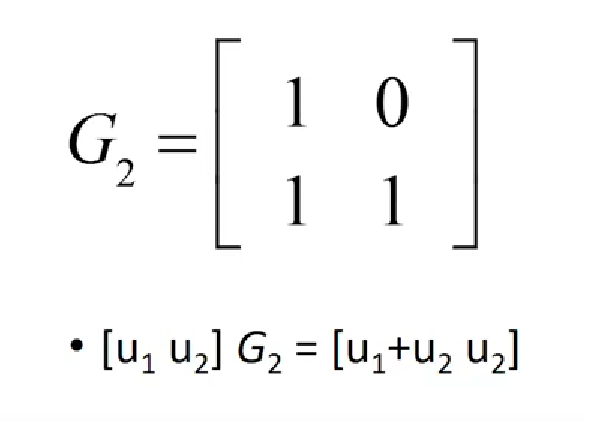 G₂ = [ 1 0
1 1 ]
• [u₁ u₂] G₂ = [u₁+u₂ u₂]